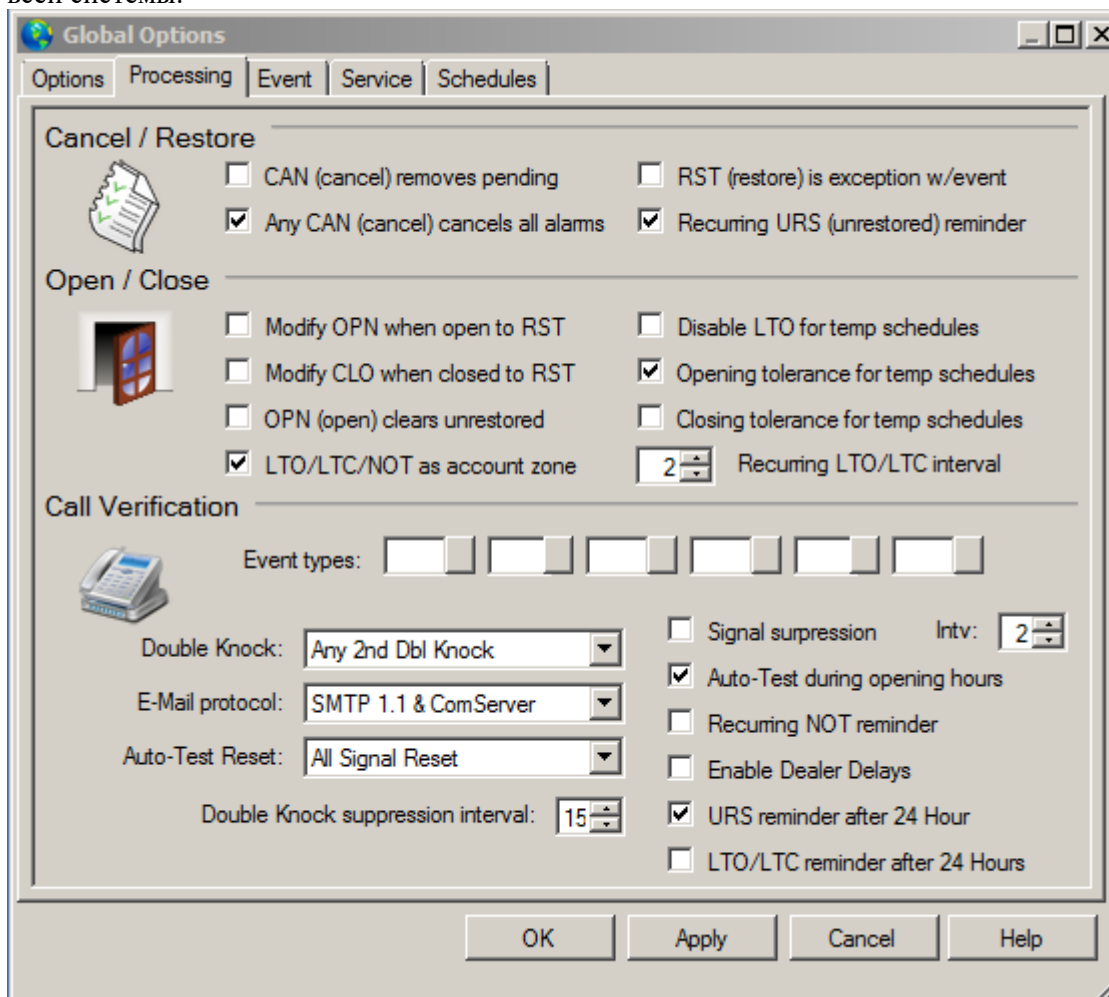 всей системы.
Global Options
Options Processing Event Service Schedules
Cancel / Restore
CAN (cancel) removes pending RST (restore) is exception w/event
Any CAN (cancel) cancels all alarms Recurring URS (unrestored) reminder
Open / Close
Modify OPN when open to RST Disable LTO for temp schedules
Modify CLO when closed to RST Opening tolerance for temp schedules
OPN (open) clears unrestored Closing tolerance for temp schedules
LTO/LTC/NOT as account zone 2 Recurring LTO/LTC interval
Call Verification
Event types:
Signal surpression Intv: 2
Double Knock: Any 2nd Dbl Knock
Auto-Test during opening hours
E-Mail protocol: SMTP 1.1 & ComServer
Recurring NOT reminder
Auto-Test Reset: All Signal Reset
Enable Dealer Delays
Double Knock suppression interval: 15 URS reminder after 24 Hour
LTO/LTC reminder after 24 Hours
OK Apply Cancel Help